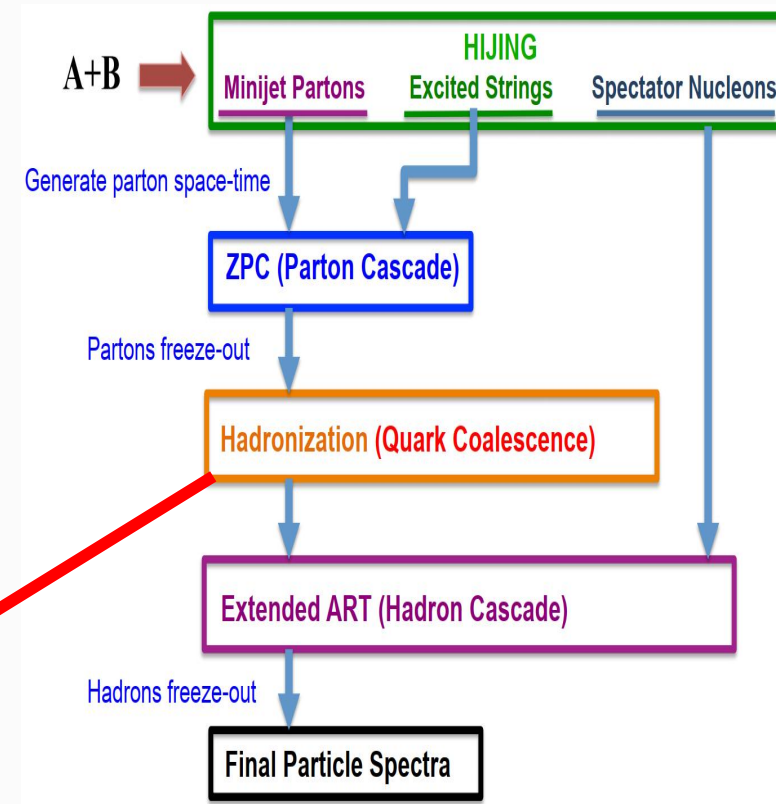 HIJING
A+B
Minijet Partons Excited Strings Spectator Nucleons
Generate parton space-time
ZPC (Parton Cascade)
Partons freeze-out
Hadronization (Quark Coalescence)
Extended ART (Hadron Cascade)
Hadrons freeze-out
Final Particle Spectra